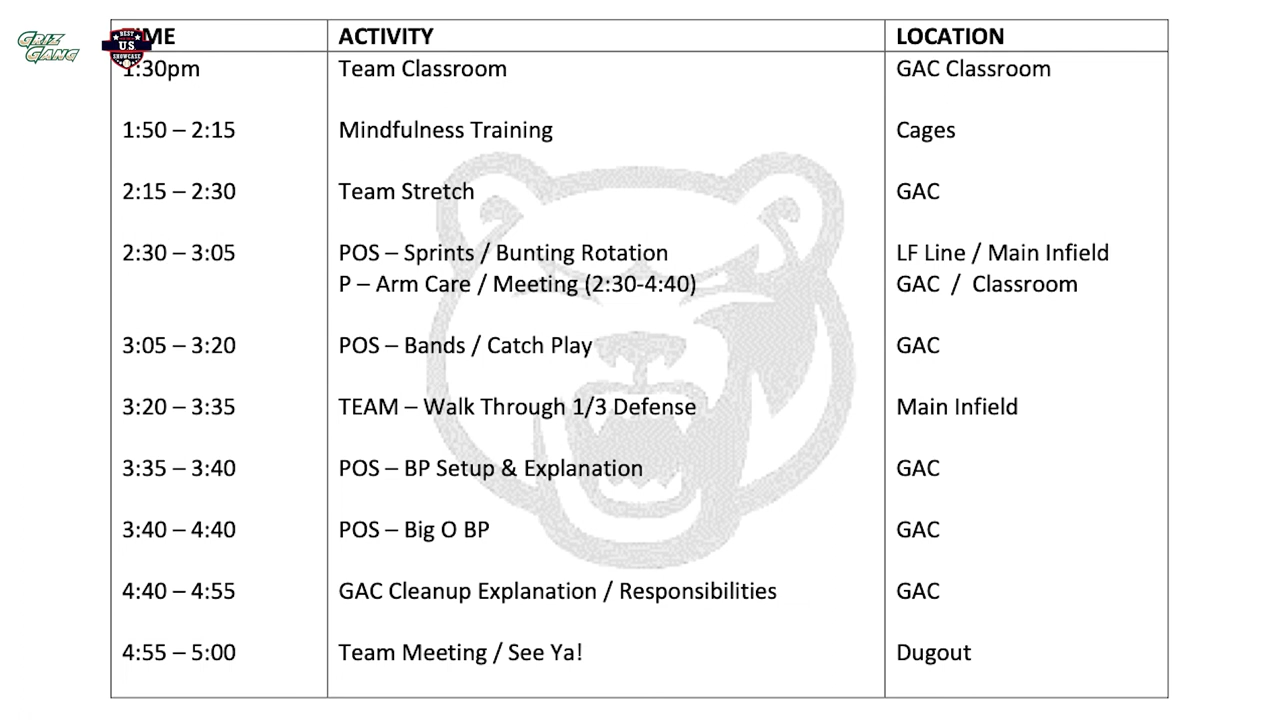 GRIZ
GANG
BEST
U.S.
SHOWCASE
ME ACTIVITY LOCATION
1:30pm Team Classroom GAC Classroom
1:50 – 2:15 Mindfulness Training Cages
2:15 – 2:30 Team Stretch GAC
2:30 – 3:05 POS – Sprints / Bunting Rotation LF Line / Main Infield
P – Arm Care / Meeting (2:30-4:40) GAC / Classroom
3:05 – 3:20 POS – Bands / Catch Play GAC
3:20 – 3:35 TEAM – Walk Through 1/3 Defense Main Infield
3:35 – 3:40 POS – BP Setup & Explanation GAC
3:40 – 4:40 POS – Big O BP GAC
4:40 – 4:55 GAC Cleanup Explanation / Responsibilities GAC
4:55 – 5:00 Team Meeting / See Ya! Dugout